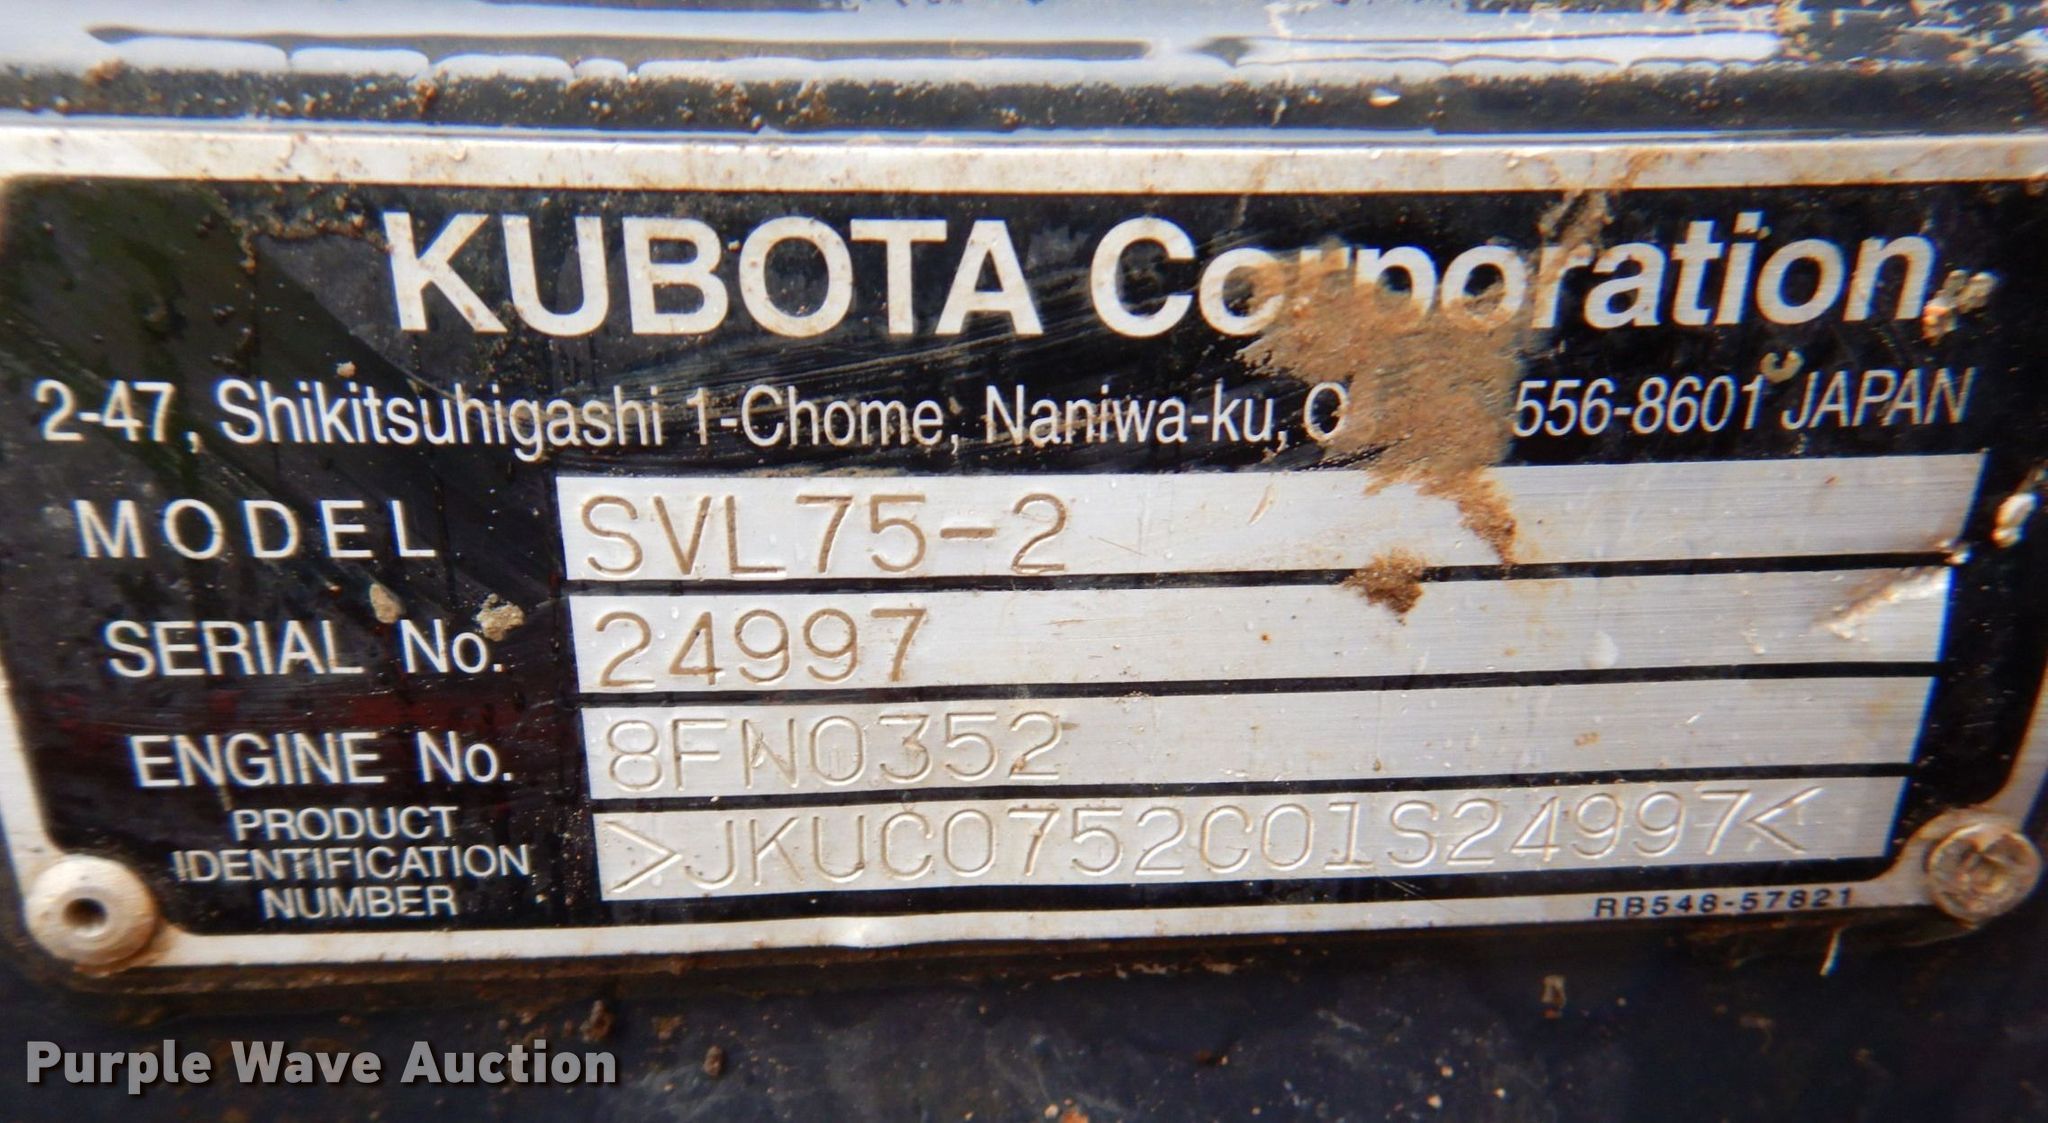 KUBOTA Corporation
2-47, Shikitsuhigashi 1-Chome, Naniwa-ku, 556-8601 JAPAN
MODEL SVL75-2
SERIAL No. 24997
ENGINE No. 8FN0352
PRODUCT
IDENTIFICATION
NUMBER
>JKUC0752C01S24997<
RB548-57821
Purple Wave Auction